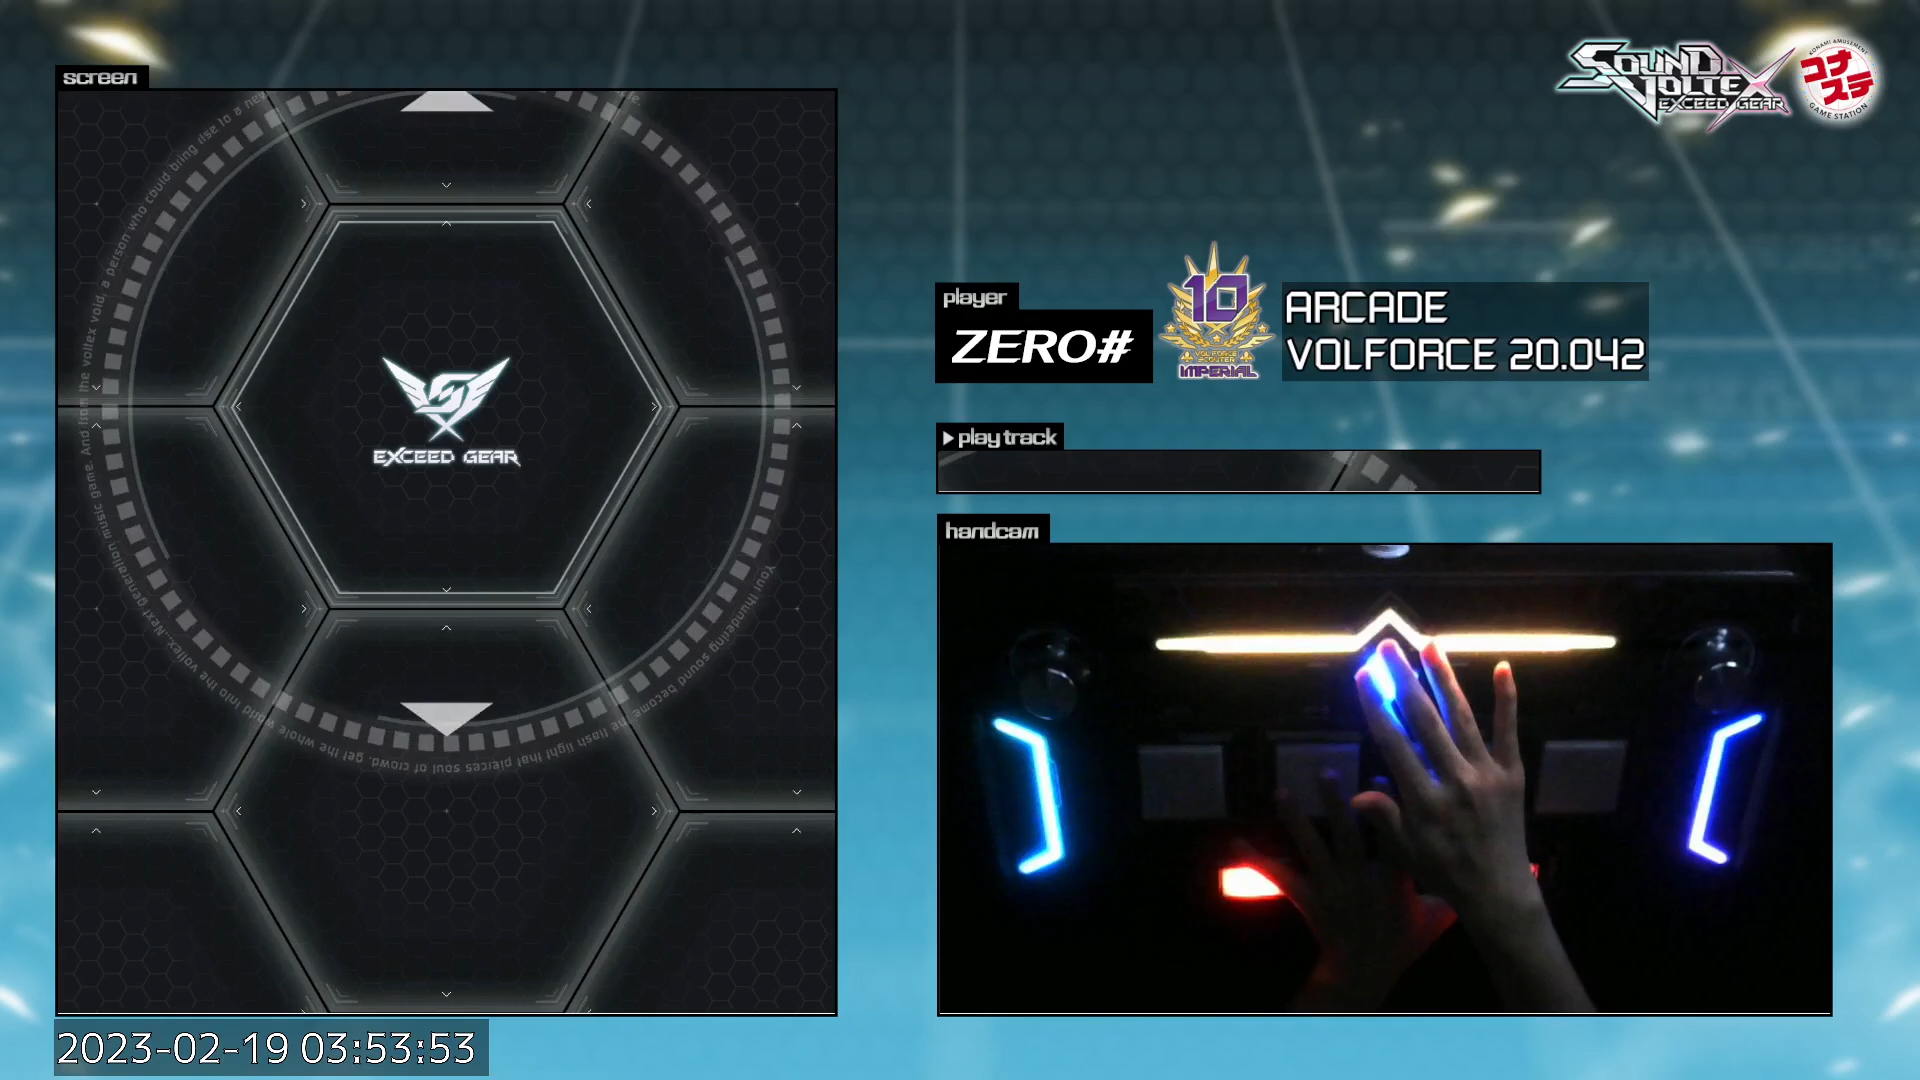 screen
EXCEED GEAR
2023-02-19 03:53:53
SOUND
VOLTEX
EXCEED GEAR
KONAMI AMUSEMENT
コナ
ステ
GAME STATION
player
ZERO#
10
VOLFORCE
SCOUTER
IMPERIAL
ARCADE
VOLFORCE 20.042
play track
handcam